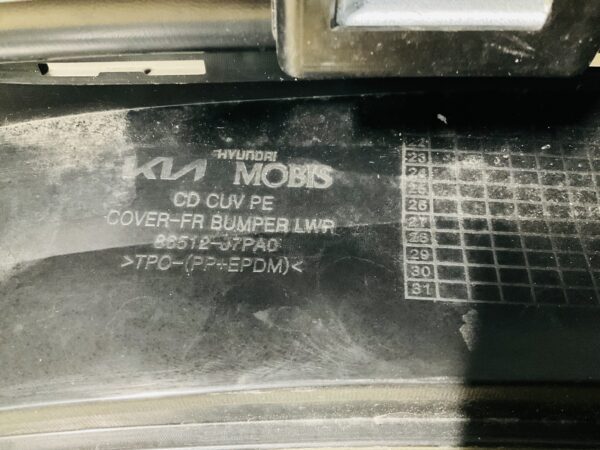 KIA HYUNDAI MOBIS
CD CUV PE
COVER-FR BUMPER LWR
86512-J7PA0
>TPO-(PP+EPDM)<
23
24
25
26
27
28
29
30
31